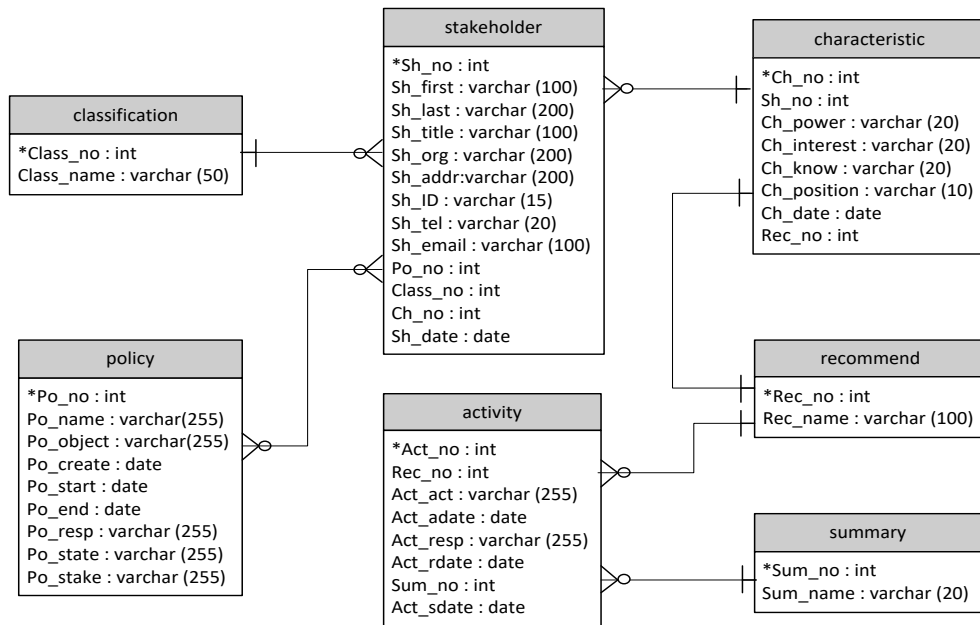 stakeholder
*Sh_no : int
Sh_first : varchar (100)
Sh_last : varchar (200)
Sh_title : varchar (100)
Sh_org : varchar (200)
Sh_addr:varchar (200)
Sh_ID : varchar (15)
Sh_tel : varchar (20)
Sh_email : varchar (100)
Po_no : int
Class_no : int
Ch_no : int
Sh_date : date
characteristic
*Ch_no : int
Sh_no : int
Ch_power : varchar (20)
Ch_interest : varchar (20)
Ch_know : varchar (20)
Ch_position : varchar (10)
Ch_date : date
Rec_no : int
classification
*Class_no : int
Class_name : varchar (50)
policy
*Po_no : int
Po_name : varchar(255)
Po_object : varchar(255)
Po_create : date
Po_start : date
Po_end : date
Po_resp : varchar (255)
Po_state : varchar (255)
Po_stake : varchar (255)
activity
*Act_no : int
Rec_no : int
Act_act : varchar (255)
Act_adate : date
Act_resp : varchar (255)
Act_rdate : date
Sum_no : int
Act_sdate : date
recommend
*Rec_no : int
Rec_name : varchar (100)
summary
*Sum_no : int
Sum_name : varchar (20)